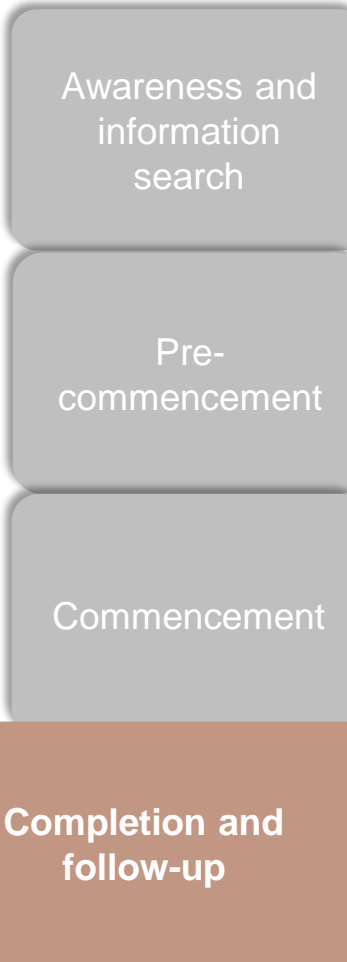 Awareness and
information
search
Pre-
commencement
Commencement
Completion and
follow-up